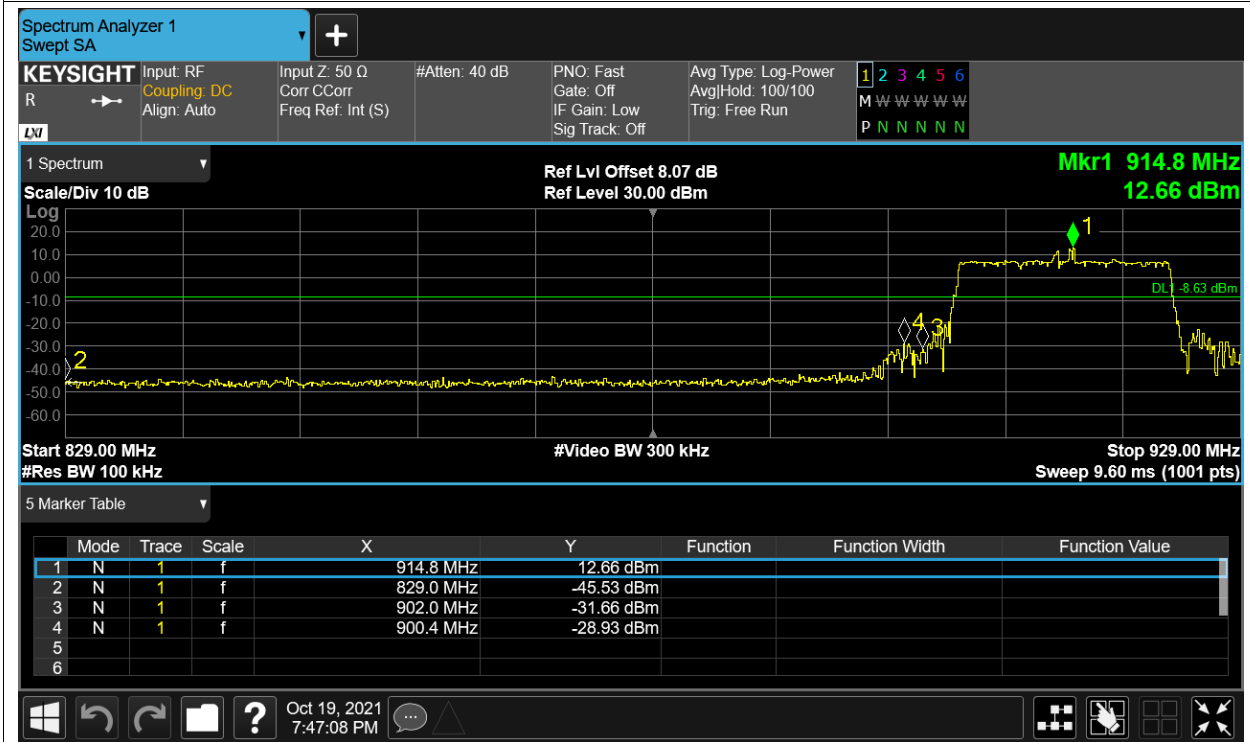 Spectrum Analyzer 1
Swept SA
+
KEYSIGHT Input: RF Input Z: 50 Ω #Atten: 40 dB PNO: Fast Avg Type: Log-Power 1 2 3 4 5 6
R Coupling: DC Corr CCorr Gate: Off Avg|Hold: 100/100 M W W W W W
Align: Auto Freq Ref: Int (S) IF Gain: Low Trig: Free Run
LXI Sig Track: Off P N N N N N
1 Spectrum Ref Lvl Offset 8.07 dB Mkr1 914.8 MHz
Scale/Div 10 dB Ref Level 30.00 dBm 12.66 dBm
Log
20.0
1
10.0
0.00
DL1 -8.63 dBm
-10.0
-20.0
4 3
-30.0
2
-40.0
-50.0
-60.0
Start 829.00 MHz #Video BW 300 kHz Stop 929.00 MHz
#Res BW 100 kHz Sweep 9.60 ms (1001 pts)
5 Marker Table
Mode Trace Scale X Y Function Function Width Function Value
1 N 1 f 914.8 MHz 12.66 dBm
2 N 1 f 829.0 MHz -45.53 dBm
3 N 1 f 902.0 MHz -31.66 dBm
4 N 1 f 900.4 MHz -28.93 dBm
5
6
? Oct 19, 2021
7:47:08 PM